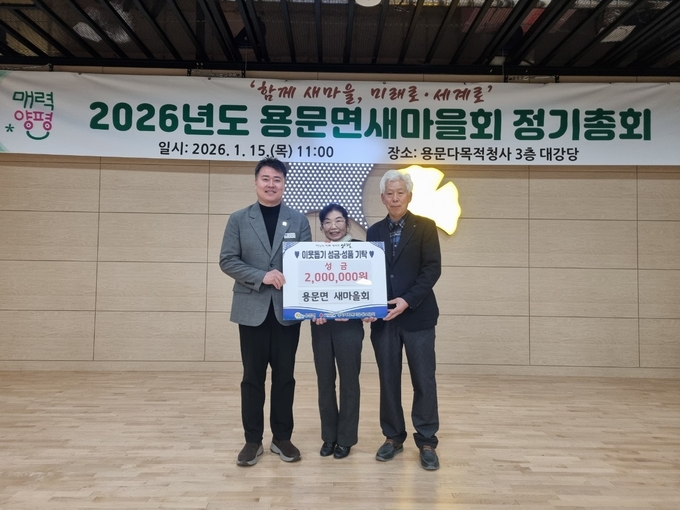 매력
양평
'함께 새마을, 미래로·세계로'
2026년도 용문면새마을회 정기총회
일시: 2026. 1. 15.(목) 11:00
장소: 용문다목적청사 3층 대강당
이웃돕기 성금·성품 기탁
성 금
2,000,000원
용문면 새마을회